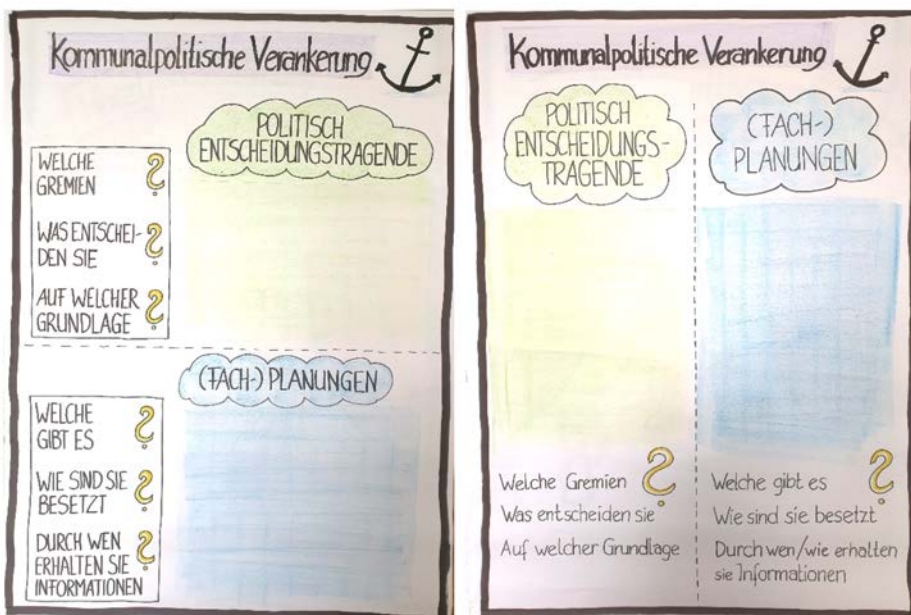 Kommunalpolitische Verankerung
POLITISCH
ENTSCHEIDUNGSTRAGENDE
WELCHE
GREMIEN ?
WAS ENTSCHEI-
DEN SIE ?
AUF WELCHER
GRUNDLAGE ?
(FACH-) PLANUNGEN
WELCHE
GIBT ES ?
WIE SIND SIE
BESETZT ?
DURCH WEN
ERHALTEN SIE
INFORMATIONEN ?
Kommunalpolitische Verankerung
POLITISCH
ENTSCHEIDUNGS-
TRAGENDE
(FACH-)
PLANUNGEN
Welche Gremien ?
Was entscheiden sie
Auf welcher Grundlage
Welche gibt es ?
Wie sind sie besetzt
Durch wen/wie erhalten
sie Informationen